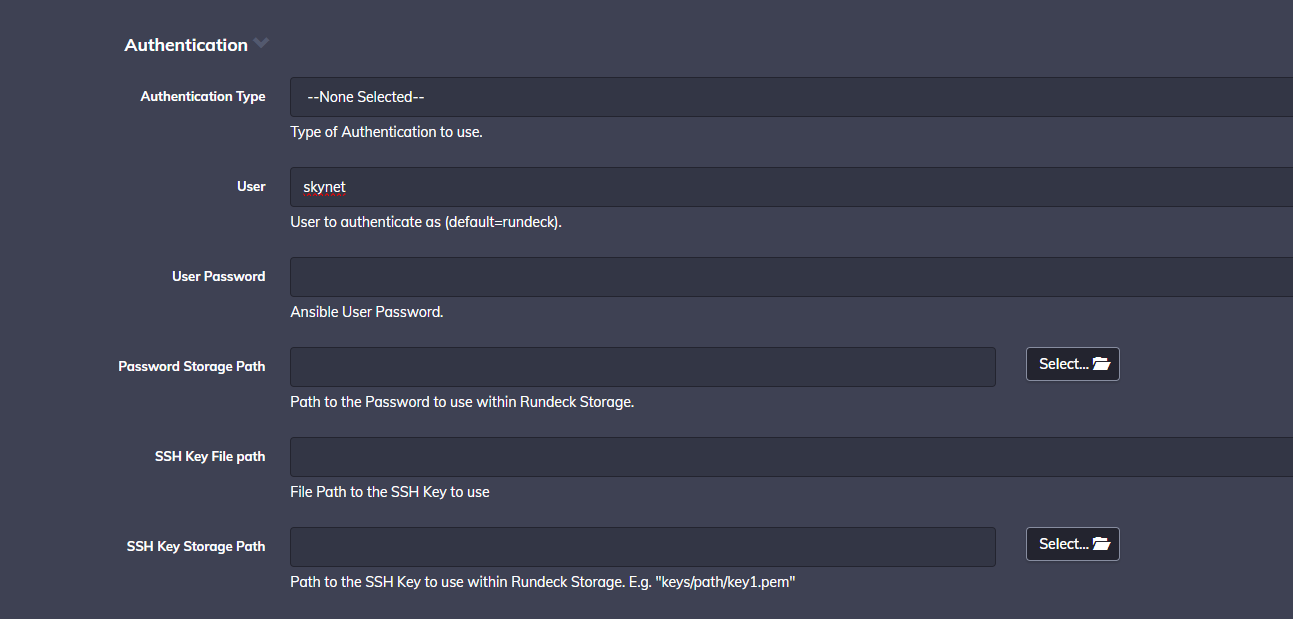 Authentication
Authentication Type
--None Selected--
Type of Authentication to use.
User
skynet
User to authenticate as (default=rundeck).
User Password
Ansible User Password.
Password Storage Path
Select...
Path to the Password to use within Rundeck Storage.
SSH Key File path
File Path to the SSH Key to use
SSH Key Storage Path
Select...
Path to the SSH Key to use within Rundeck Storage. E.g. "keys/path/key1.pem"